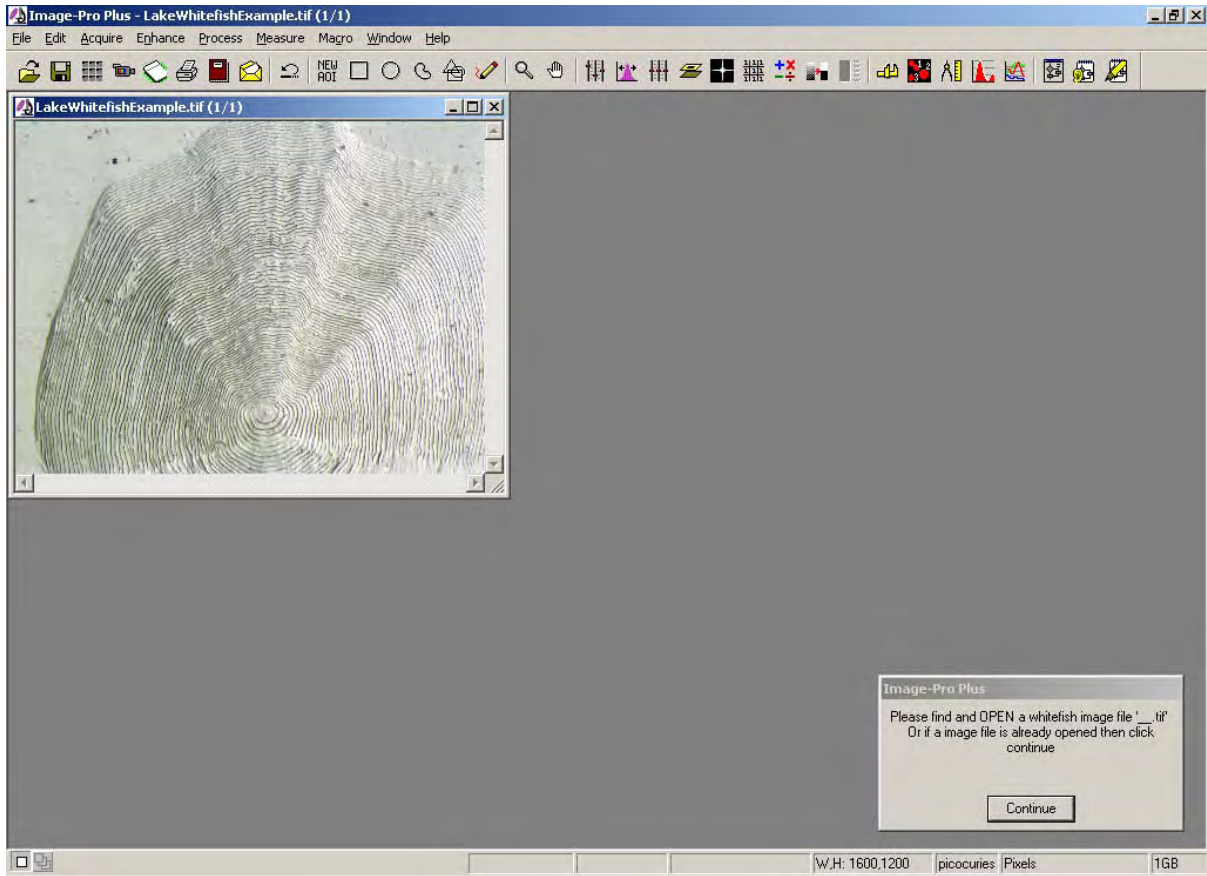 Image-Pro Plus - LakeWhitefishExample.tif (1/1)
File Edit Acquire Enhance Process Measure Macro Window Help
NEW
AOI
LakeWhitefishExample.tif (1/1)
Image-Pro Plus
Please find and OPEN a whitefish image file '__.tif'
Or if a image file is already opened then click
continue
Continue
W,H: 1600,1200 picocuries Pixels 1GB